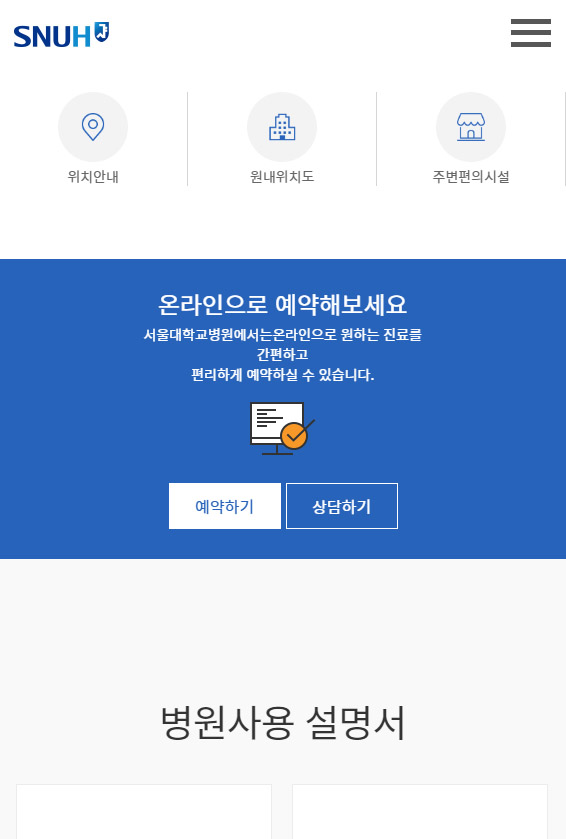 SNUH
위치안내
원내위치도
주변편의시설
온라인으로 예약해보세요
서울대학교병원에서는온라인으로 원하는 진료를
간편하고
편리하게 예약하실 수 있습니다.
예약하기
상담하기
병원사용 설명서